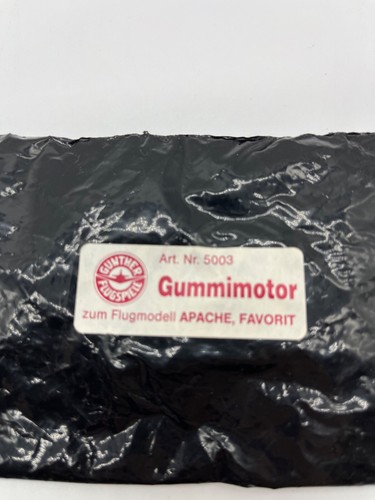 GÜNTHER
FLUGSPIELE
Art. Nr. 5003
Gummimotor
zum Flugmodell APACHE, FAVORIT